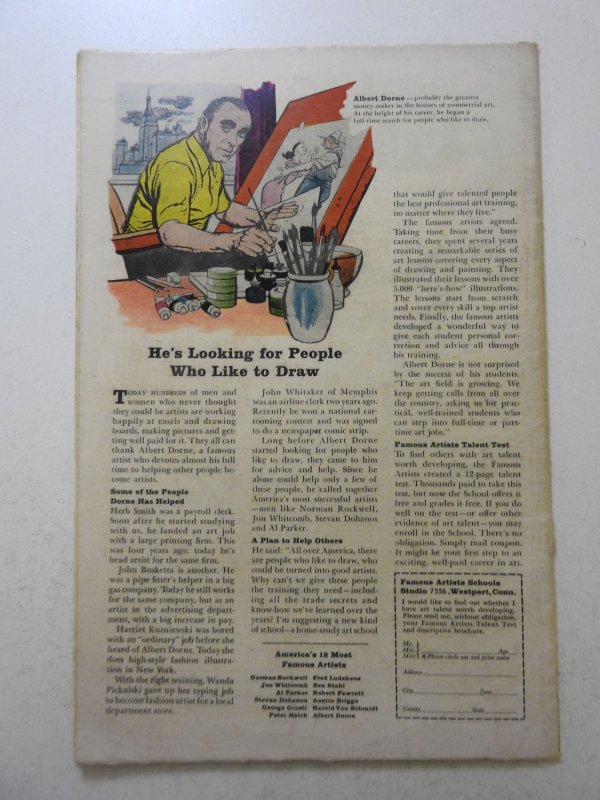 Albert Dorne — probably the greatest
money-maker in the history of commercial art.
At the height of his career, he began a
full-time search for people who like to draw.
He's Looking for People
Who Like to Draw
TODAY HUNDREDS of men and
women who never thought
they could be artists are working
happily at easels and drawing
boards, making pictures and get-
ting well paid for it. They all can
thank Albert Dorne, a famous
artist who devotes almost his full
time to helping other people be-
come artists.
Some of the People
Dorne Has Helped
Herb Smith was a payroll clerk.
Soon after he started studying
with us, he landed an art job
with a large printing firm. This
was four years ago; today he's
head artist for the same firm.
John Busketta is another. He
was a pipe fitter's helper in a big
gas company. Today he still works
for the same company, but as an
artist in the advertising depart-
ment, with a big increase in pay.
Harriet Kuzniewski was bored
with an "ordinary" job before she
heard of Albert Dorne. Today she
does high-style fashion illustra-
tion in New York.
With the right training, Wanda
Pickulski gave up her typing job
to become fashion artist for a local
department store.
John Whitaker of Memphis
was an airline clerk two years ago.
Recently he won a national car-
tooning contest and was signed
to do a newspaper comic strip.
Long before Albert Dorne
started looking for people who
like to draw, they came to him
for advice and help. Since he
alone could help only a few of
these people, he called together
America's most successful artists
—men like Norman Rockwell,
Jon Whitcomb, Stevan Dohanos
and Al Parker.
A Plan to Help Others
He said: "All over America, there
are people who like to draw, who
could be turned into good artists.
Why can't we give these people
the training they need—includ-
ing all the trade secrets and
know-how we've learned over the
years? I'm suggesting a new kind
of school—a home-study art school
America's 12 Most
Famous Artists
Norman Rockwell Fred Ludekens
Jon Whitcomb Ben Stahl
Al Parker Robert Fawcett
Stevan Dohanos Austin Briggs
George Giusti Harold Von Schmidt
Peter Helck Albert Dorne
that would give talented people
the best professional art training,
no matter where they live."
The famous artists agreed.
Taking time from their busy
careers, they spent several years
creating a remarkable series of
art lessons covering every aspect
of drawing and painting. They
illustrated their lessons with over
5,000 "here's-how" illustrations.
The lessons start from scratch
and cover every skill a top artist
needs. Finally, the famous artists
developed a wonderful way to
give each student personal cor-
rection and advice all through
his training.
Albert Dorne is not surprised
by the success of his students.
"The art field is growing. We
keep getting calls from all over
the country, asking us for prac-
tical, well-trained students who
can step into full-time or part-
time art jobs."
Famous Artists Talent Test
To find others with art talent
worth developing, the Famous
Artists created a 12-page talent
test. Thousands paid to take this
test, but now the School offers it
free and grades it free. If you do
well on the test—or offer other
evidence of art talent—you may
enroll in the School. There's no
obligation. Simply mail coupon.
It might be your first step to an
exciting, well-paid career in art.
Famous Artists Schools
Studio 7556, Westport, Conn.
I would like to find out whether I
have art talent worth developing.
Please send me, without obligation,
your Famous Artists Talent Test
and descriptive brochure.
Mr.
Mrs. Age
Miss Please circle one and print name
Address
City Zone
County State